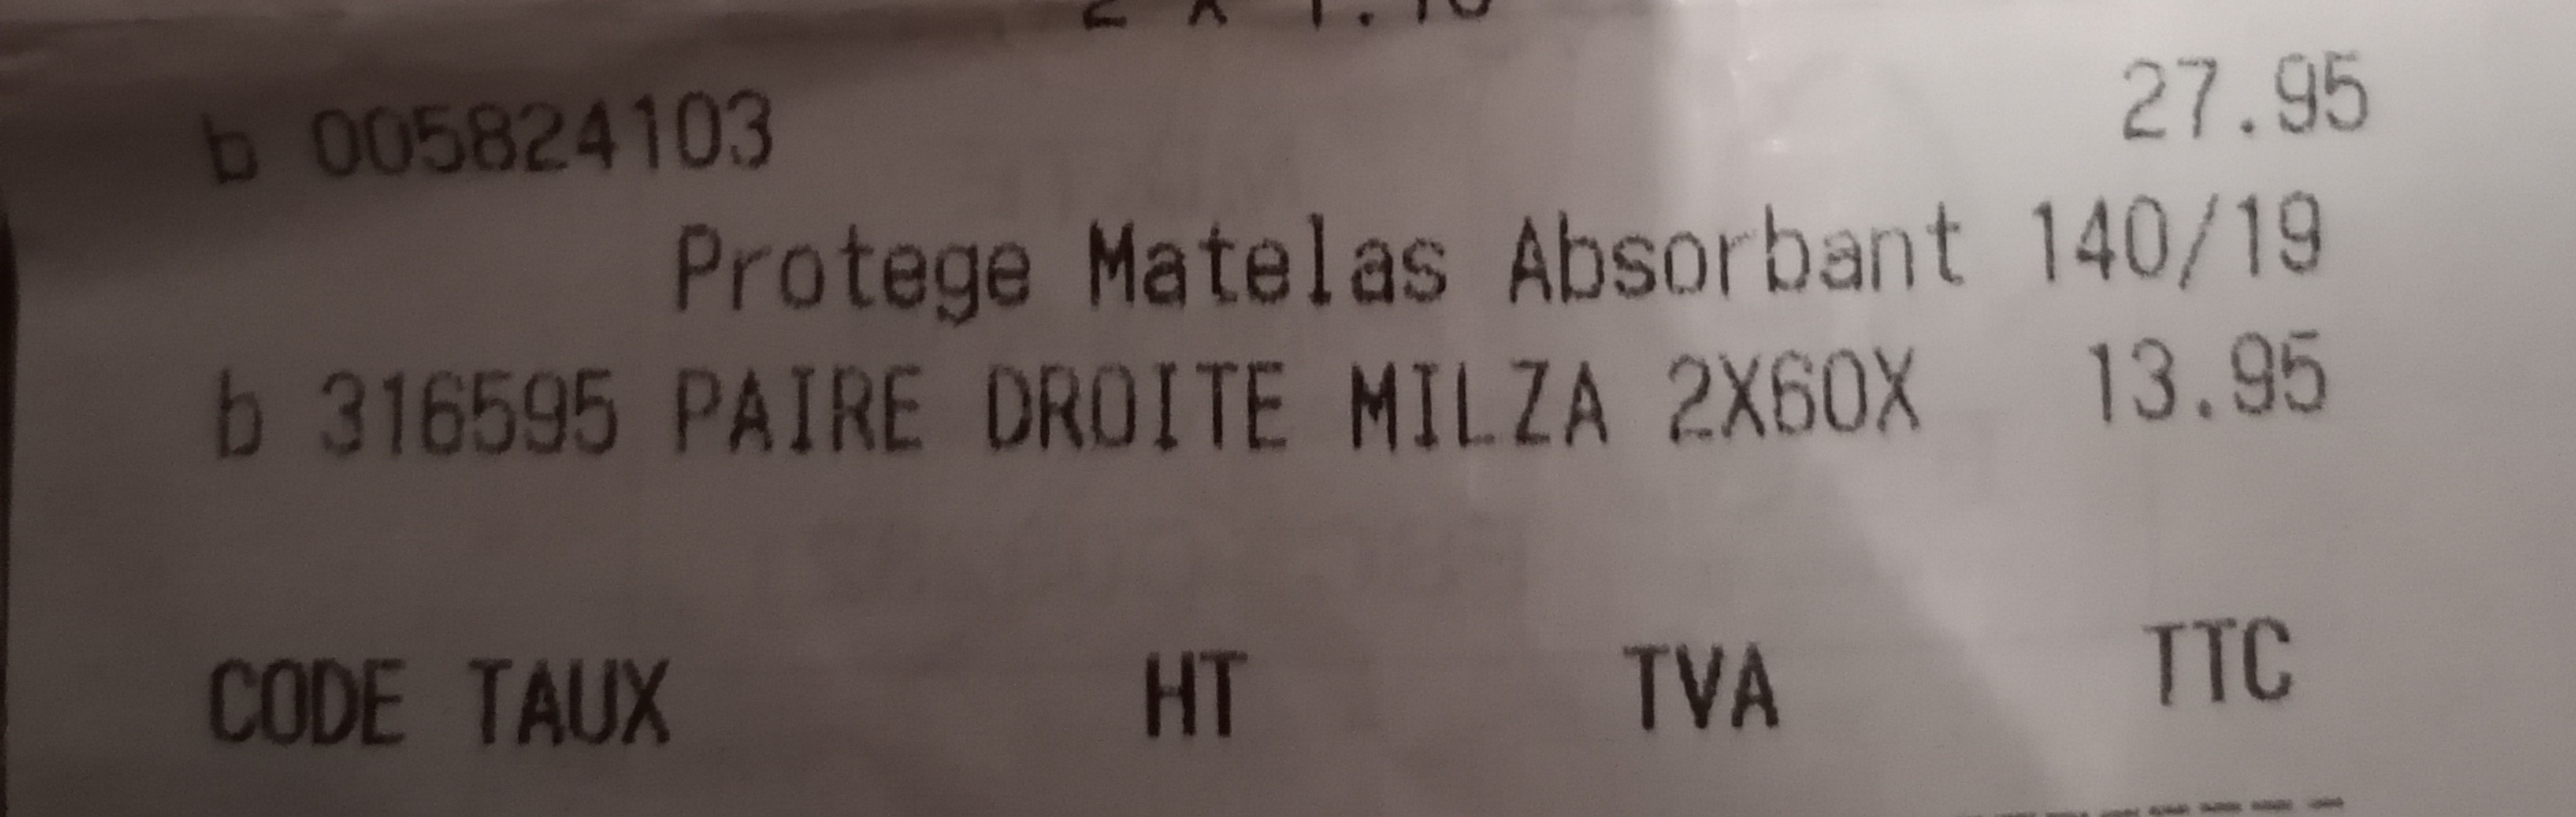 b 005824103 27.95
Protege Matelas Absorbant 140/19
b 316595 PAIRE DROITE MILZA 2X60X 13.95
CODE TAUX HT TVA TTC